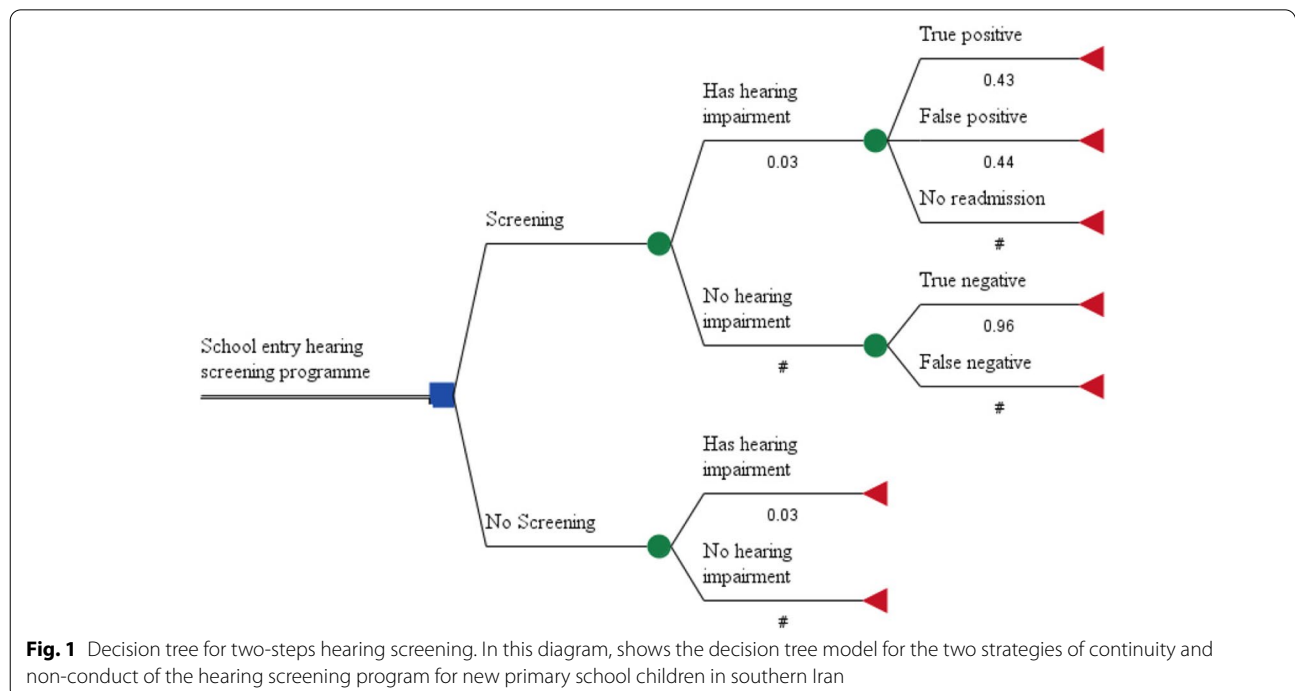 True positive
0.43
Has hearing
impairment
0.03
False positive
0.44
No readmission
#
Screening
No hearing
impairment
#
True negative
0.96
False negative
#
School entry hearing
screening programme
No Screening
Has hearing
impairment
0.03
No hearing
impairment
#
Fig. 1 Decision tree for two-steps hearing screening. In this diagram, shows the decision tree model for the two strategies of continuity and
non-conduct of the hearing screening program for new primary school children in southern Iran